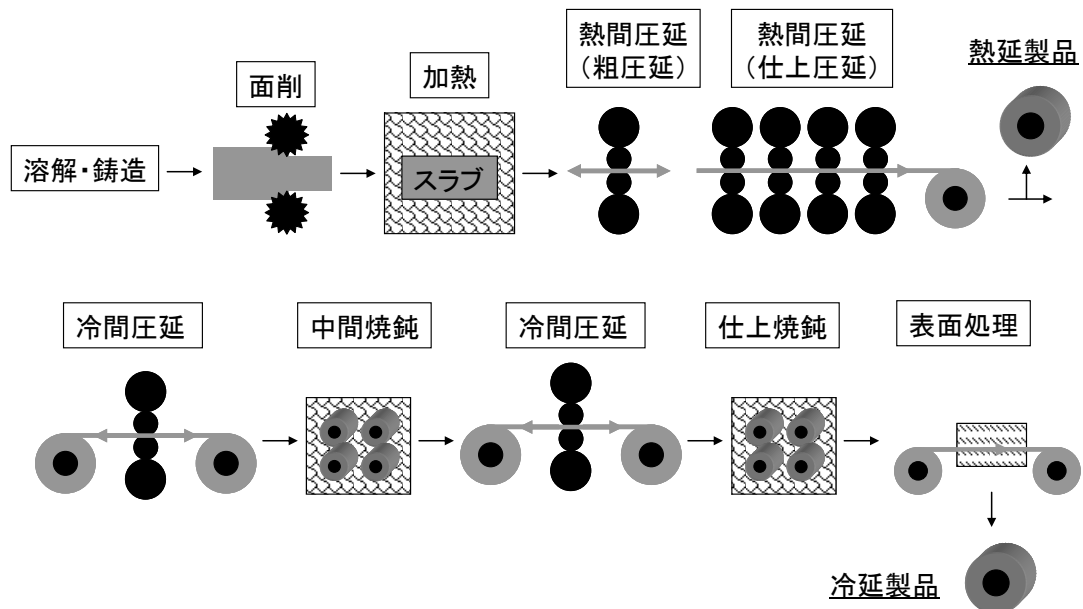 溶解・鋳造
面削
加熱
スラブ
熱間圧延
(粗圧延)
熱間圧延
(仕上圧延)
熱延製品
冷間圧延
中間焼鈍
冷間圧延
仕上焼鈍
表面処理
冷延製品